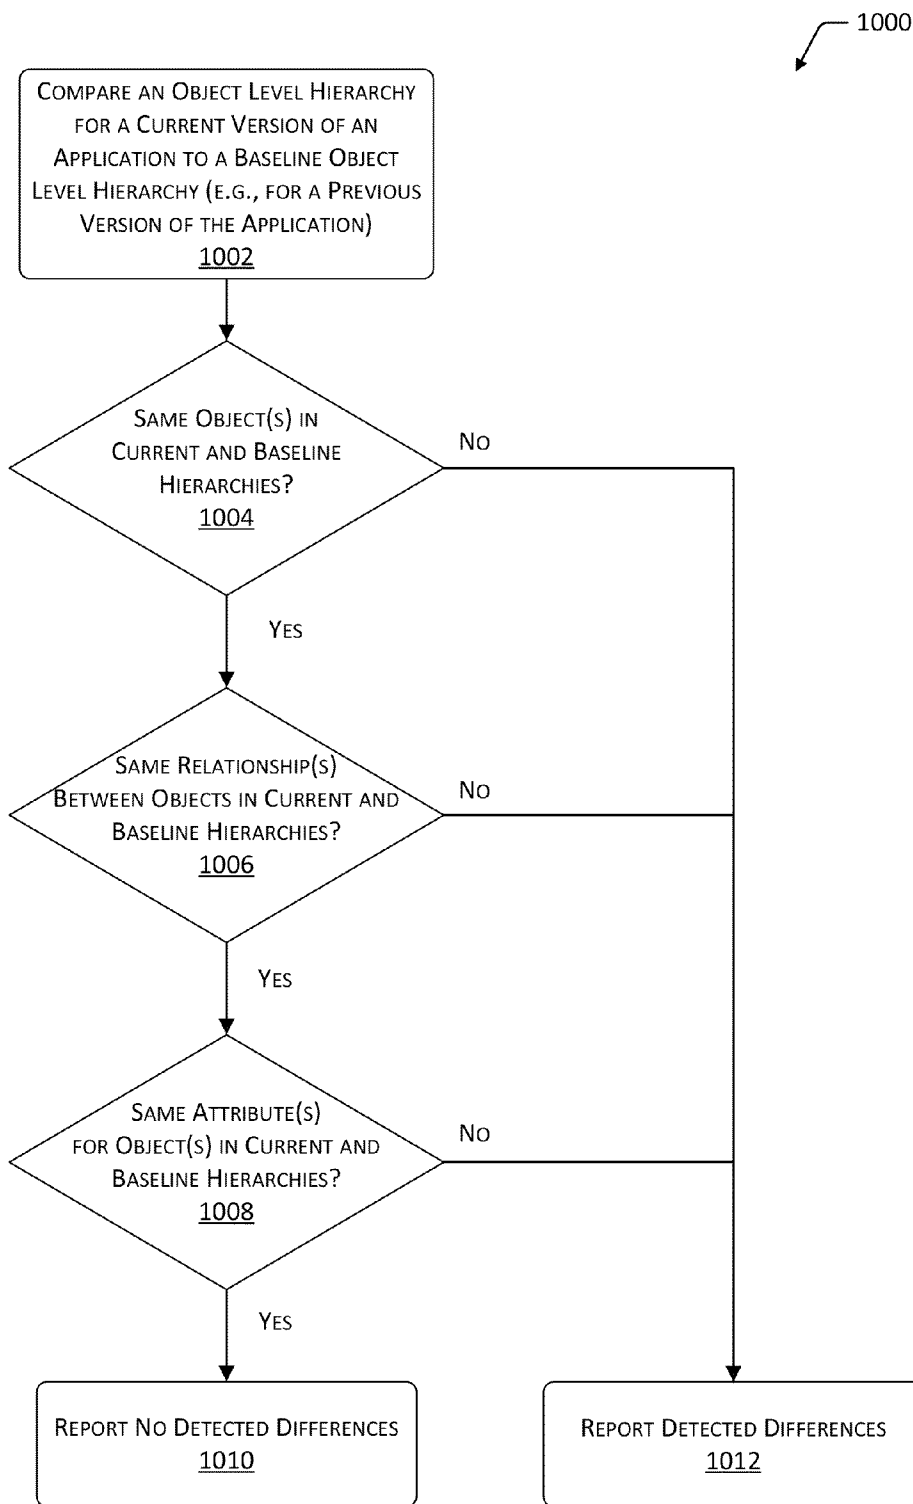 1000
COMPARE AN OBJECT LEVEL HIERARCHY
FOR A CURRENT VERSION OF AN
APPLICATION TO A BASELINE OBJECT
LEVEL HIERARCHY (E.G., FOR A PREVIOUS
VERSION OF THE APPLICATION)
1002
SAME OBJECT(S) IN
CURRENT AND BASELINE
HIERARCHIES?
1004
NO
YES
SAME RELATIONSHIP(S)
BETWEEN OBJECTS IN CURRENT AND
BASELINE HIERARCHIES?
1006
NO
YES
SAME ATTRIBUTE(S)
FOR OBJECT(S) IN CURRENT AND
BASELINE HIERARCHIES?
1008
NO
YES
REPORT NO DETECTED DIFFERENCES
1010
REPORT DETECTED DIFFERENCES
1012